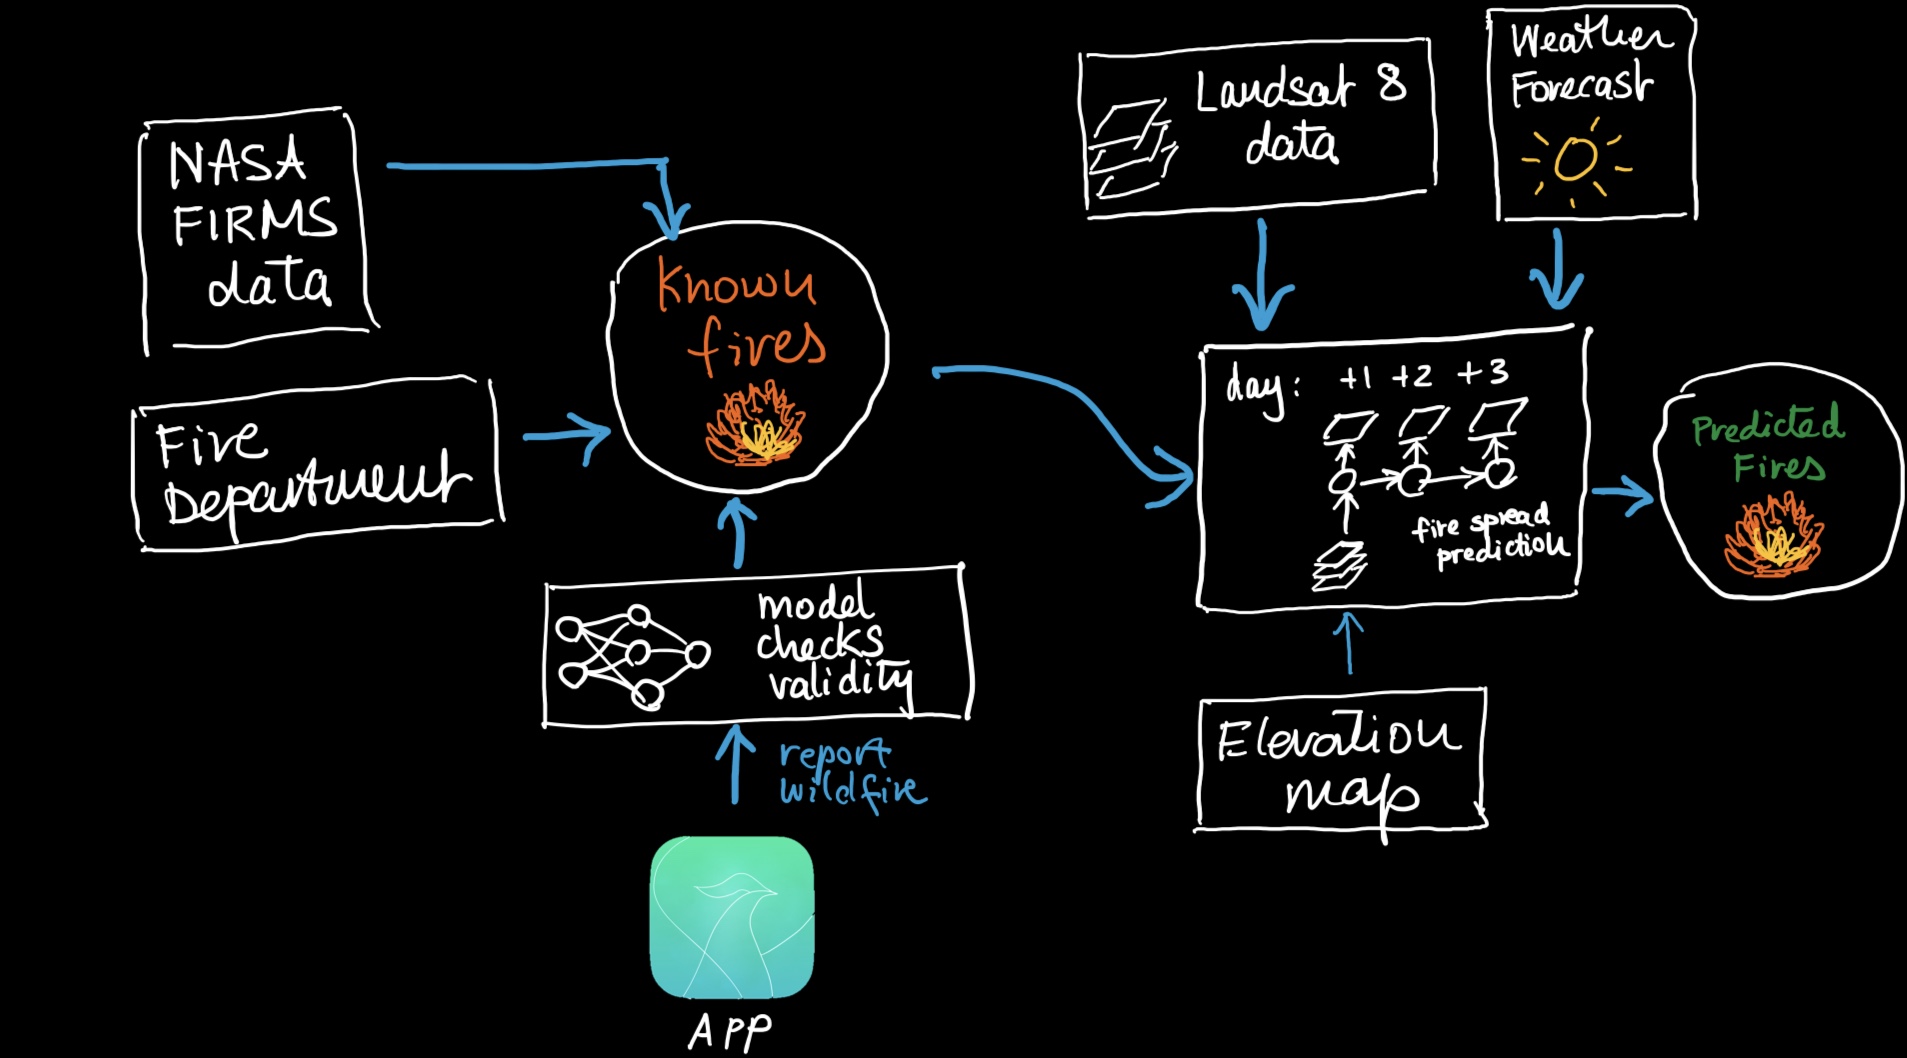 NASA
FIRMS
data
Fire
Department
Known
fires
model
checks
validity
report
wildfire
APP
Landsat 8
data
Weather
Forecast
day: +1 +2 +3
fire spread
prediction
Elevation
map
Predicted
Fires